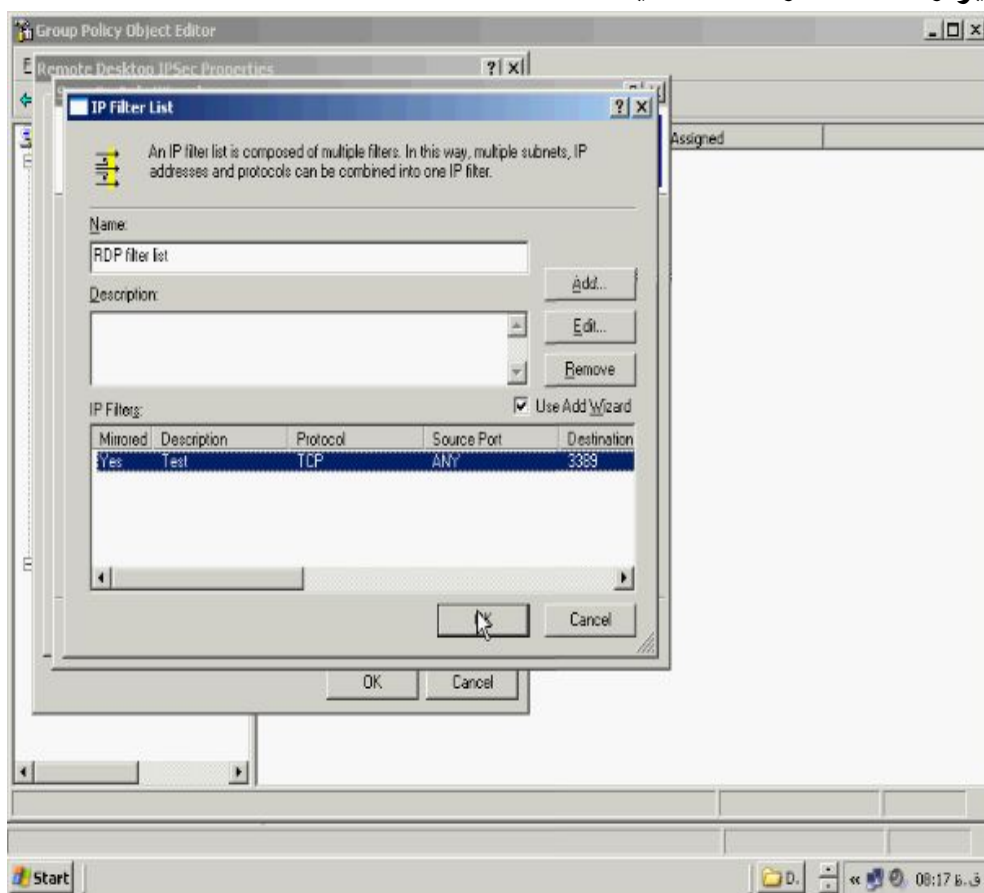 Group Policy Object Editor
Remote Desktop IPSec Properties
IP Filter List
Assigned
An IP filter list is composed of multiple filters. In this way, multiple subnets, IP
addresses and protocols can be combined into one IP filter.
Name:
RDP filter list
Add...
Description:
Edit...
Remove
IP Filters:
Use Add Wizard
Mirrored Description Protocol Source Port Destination
Yes Test TCP ANY 3389
OK Cancel
OK Cancel
Start
D.
« 08:17 ق.ظ